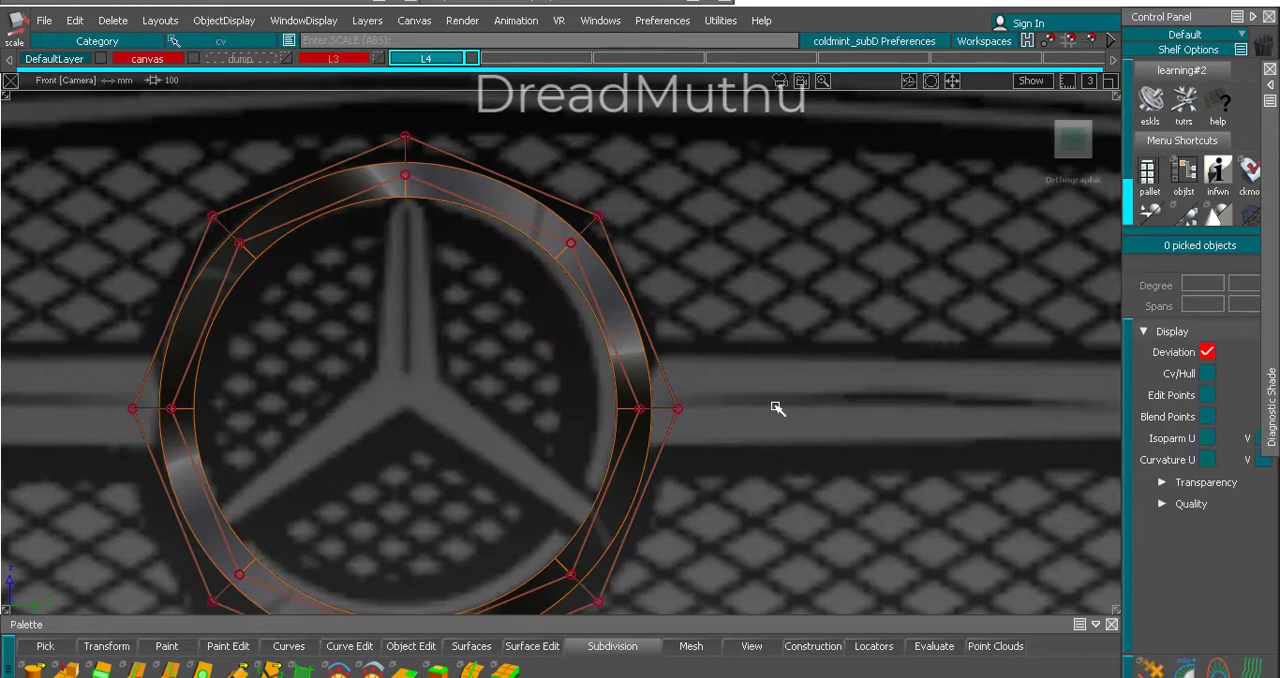 File Edit Delete Layouts ObjectDisplay WindowDisplay Layers Canvas Render Animation VR Windows Preferences Utilities Help
Sign In
Control Panel
Default
Shelf Options
scale
Category
cv
Enter SCALE (ABS):
coldmint_subD Preferences
Workspaces
DefaultLayer canvas dump L3 L4
Front [Camera] mm 100
Show
3
DreadMuthu
Orthographic
learning#2
eskls tutrs help
Menu Shortcuts
pallet objlst infwn ckmo
0 picked objects
Degree
Spans
Display
Deviation
Cv/Hull
Edit Points
Blend Points
Isoparm U V
Curvature U V
Transparency
Quality
Diagnostic Shade
z
Palette
Pick Transform Paint Paint Edit Curves Curve Edit Object Edit Surfaces Surface Edit Subdivision Mesh View Construction Locators Evaluate Point Clouds